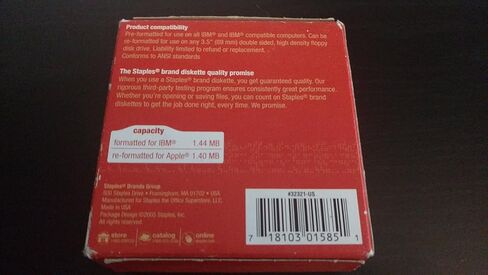 Product compatibility
Pre-formatted for use on all IBM® and IBM® compatible computers. Can be
re-formatted for use on any 3.5" (89 mm) double sided, high density floppy
disk drive. Liability limited to refund or replacement.
Conforms to ANSI standards
The Staples® brand diskette quality promise
When you use a Staples® brand diskette, you get guaranteed quality. Our
rigorous third-party testing program ensures consistently great performance.
Whether you're opening or saving files, you can count on Staples® brand
diskettes to get the job done right, every time. We promise.
capacity
formatted for IBM® 1.44 MB
re-formatted for Apple® 1.40 MB
Staples® Brands Group
500 Staples Drive • Framingham, MA 01702 • USA
Manufactured for Staples the Office Superstore, LLC.
Made in USA
Package Design ©2005 Staples, Inc.
All rights reserved.
#32321-US
7 18103 01585 1
store
catalog
online